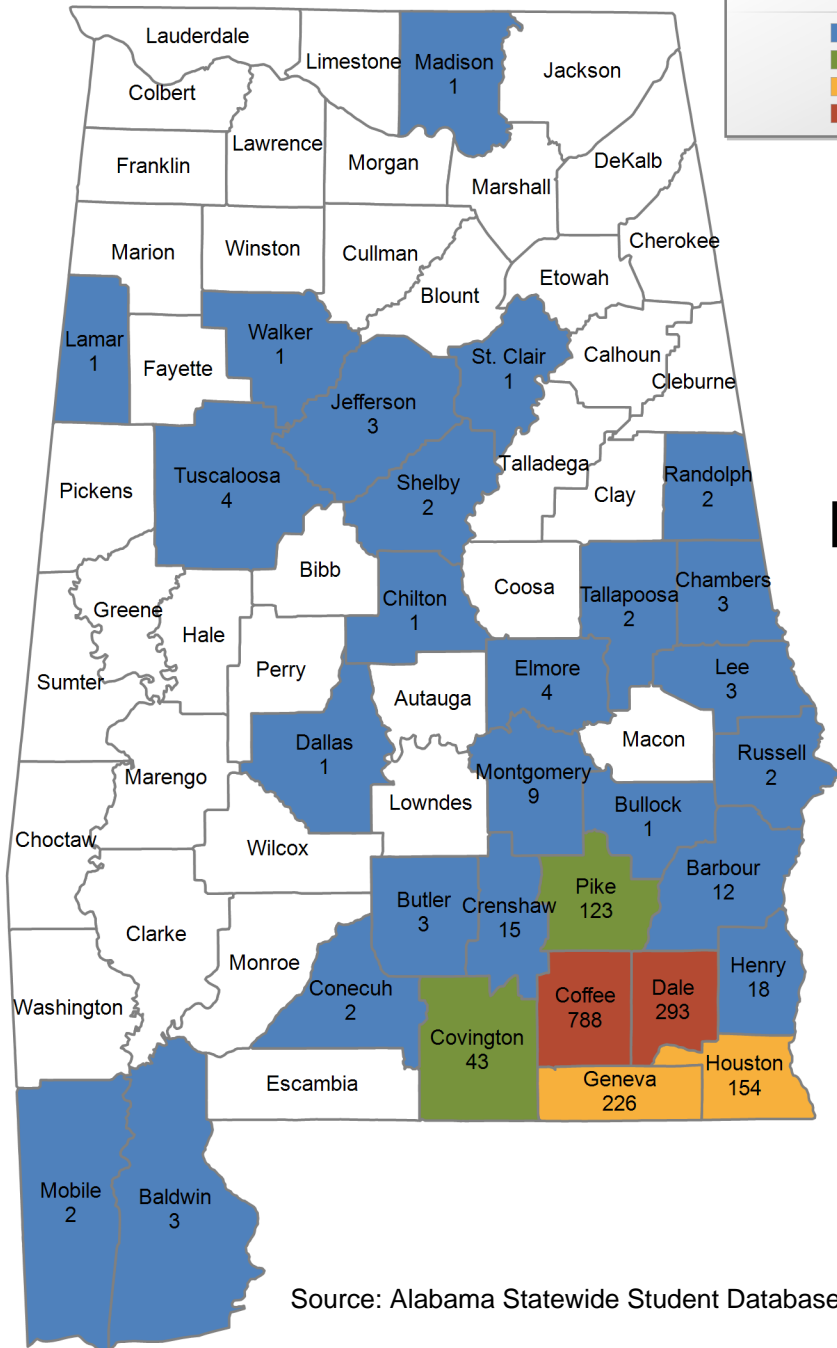 Lauderdale
Limestone
Madison
1
Jackson
Colbert
Lawrence
Franklin
Morgan
DeKalb
Marshall
Marion
Winston
Cullman
Cherokee
Etowah
Blount
Lamar
1
Fayette
Walker
1
St. Clair
1
Calhoun
Cleburne
Jefferson
3
Talladega
Pickens
Tuscaloosa
4
Shelby
2
Clay
Randolph
2
Bibb
Coosa
Chilton
1
Tallapoosa
2
Chambers
3
Greene
Hale
Perry
Sumter
Autauga
Elmore
4
Lee
3
Dallas
1
Macon
Marengo
Montgomery
9
Russell
2
Lowndes
Bullock
1
Choctaw
Wilcox
Barbour
12
Butler
3
Crenshaw
15
Pike
123
Clarke
Monroe
Henry
18
Washington
Conecuh
2
Coffee
788
Dale
293
Covington
43
Houston
154
Escambia
Geneva
226
Mobile
2
Baldwin
3
Source: Alabama Statewide Student Database